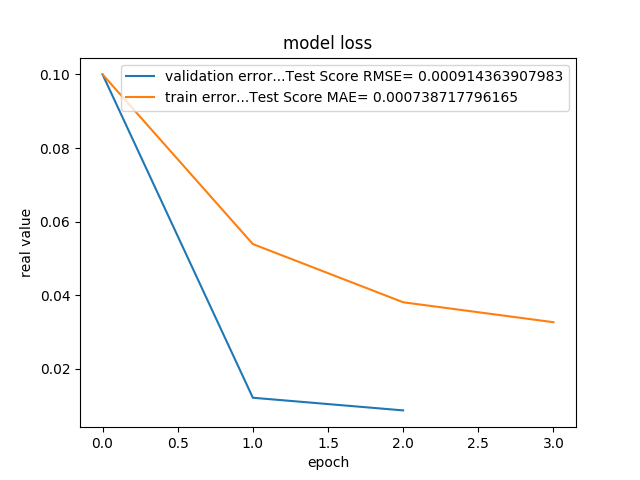 model loss
validation error...Test Score RMSE= 0.000914363907983
train error...Test Score MAE= 0.000738717796165
0.10
0.08
0.06
0.04
0.02
real value
0.0 0.5 1.0 1.5 2.0 2.5 3.0
epoch